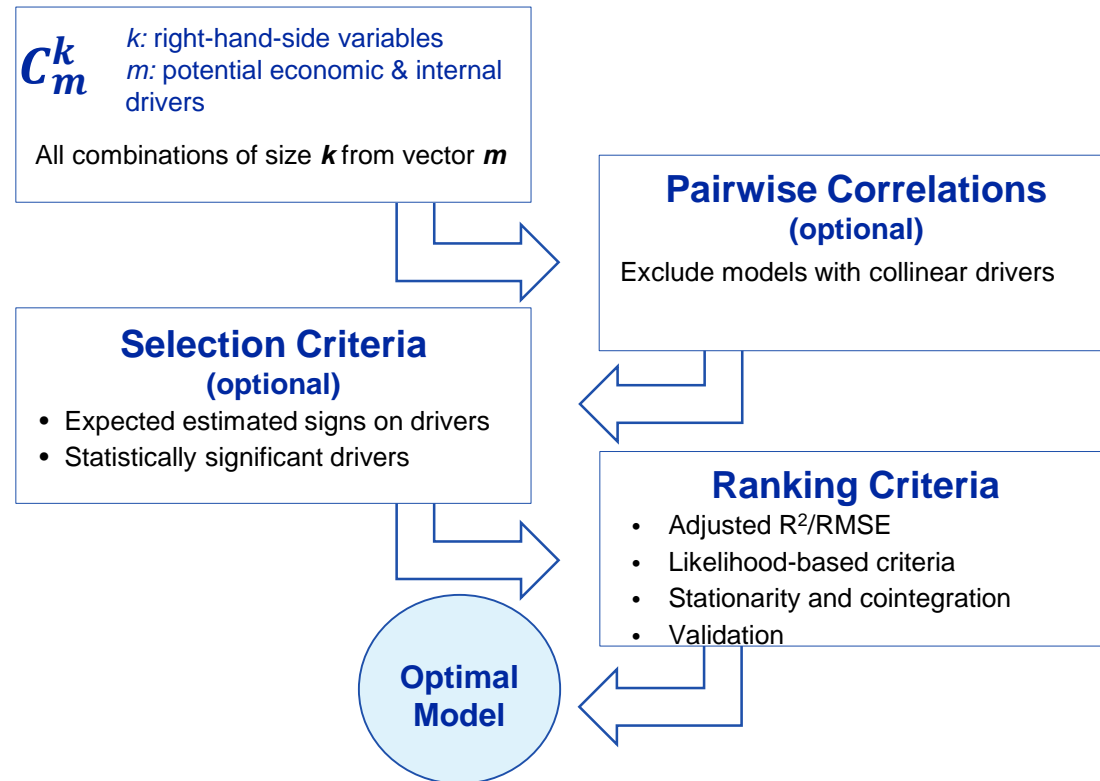 C_m^k
k: right-hand-side variables
m: potential economic & internal
drivers
All combinations of size k from vector m
Pairwise Correlations
(optional)
Exclude models with collinear drivers
Selection Criteria
(optional)
• Expected estimated signs on drivers
• Statistically significant drivers
Ranking Criteria
• Adjusted R²/RMSE
• Likelihood-based criteria
• Stationarity and cointegration
• Validation
Optimal
Model